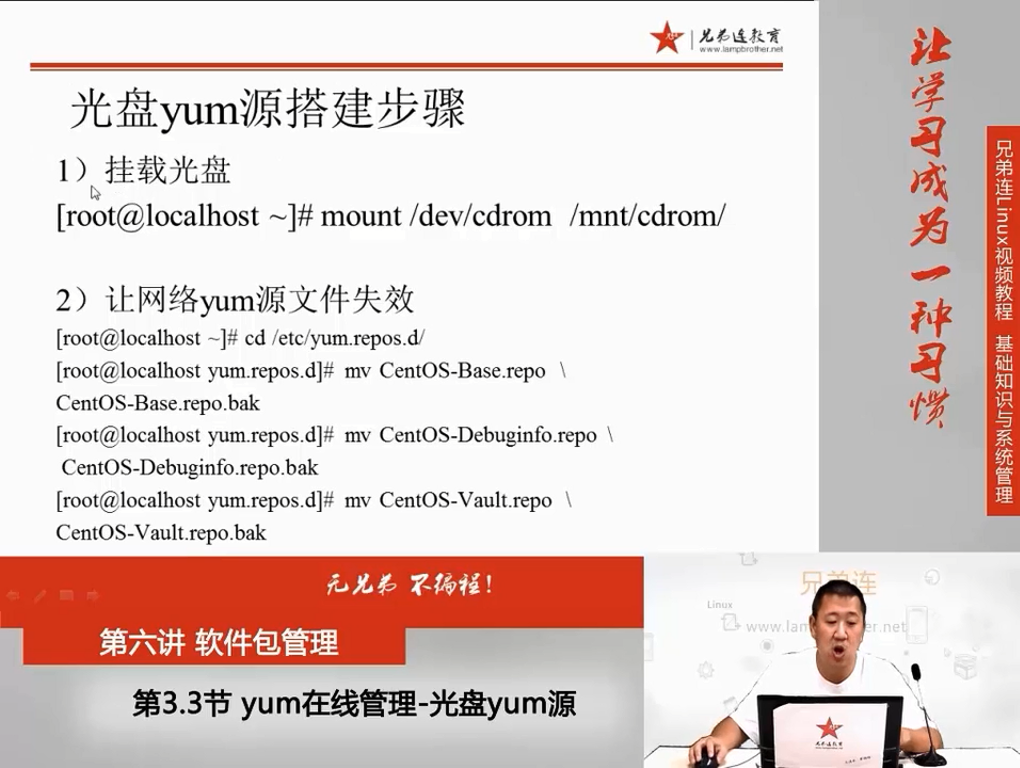 兄弟连教育
www.lampbrother.net
光盘yum源搭建步骤
1）挂载光盘
[root@localhost ~]# mount /dev/cdrom /mnt/cdrom/
2）让网络yum源文件失效
[root@localhost ~]# cd /etc/yum.repos.d/
[root@localhost yum.repos.d]# mv CentOS-Base.repo \
CentOS-Base.repo.bak
[root@localhost yum.repos.d]# mv CentOS-Debuginfo.repo \
CentOS-Debuginfo.repo.bak
[root@localhost yum.repos.d]# mv CentOS-Vault.repo \
CentOS-Vault.repo.bak
让学习成为一种习惯
兄弟连Linux视频教程 基础知识与系统管理
无兄弟 不编程！
第六讲 软件包管理
第3.3节 yum在线管理-光盘yum源
兄弟连
Linux
兄弟连教育